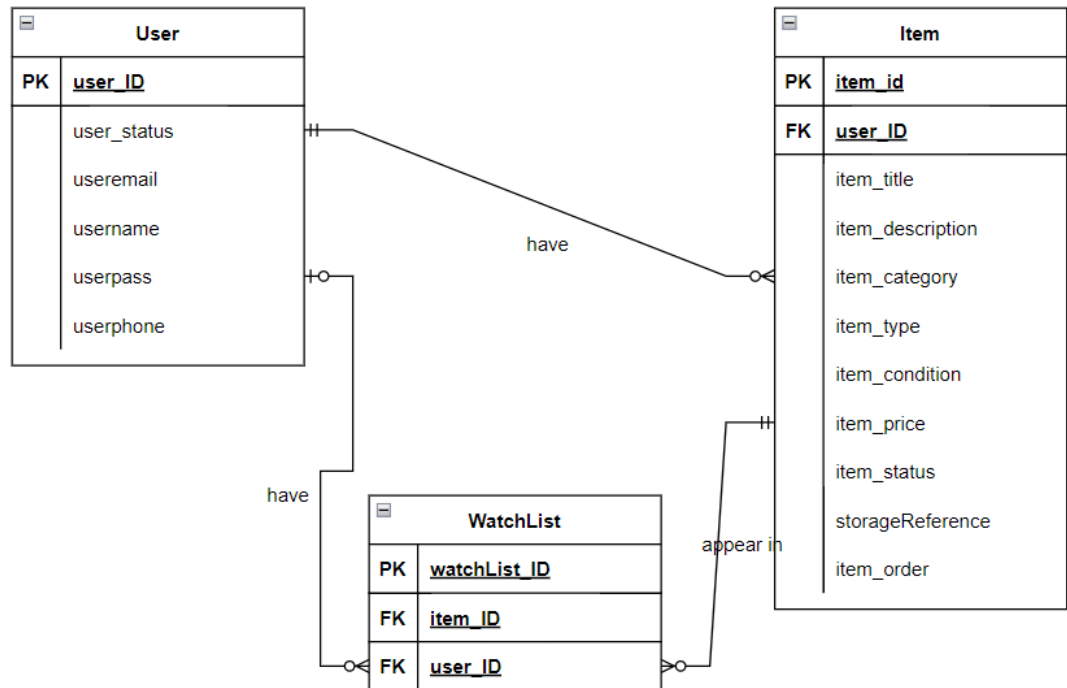 User
PK user_ID
user_status
useremail
username
userpass
userphone
Item
PK item_id
FK user_ID
item_title
item_description
item_category
item_type
item_condition
item_price
item_status
storageReference
item_order
have
have
appear in
WatchList
PK watchList_ID
FK item_ID
FK user_ID